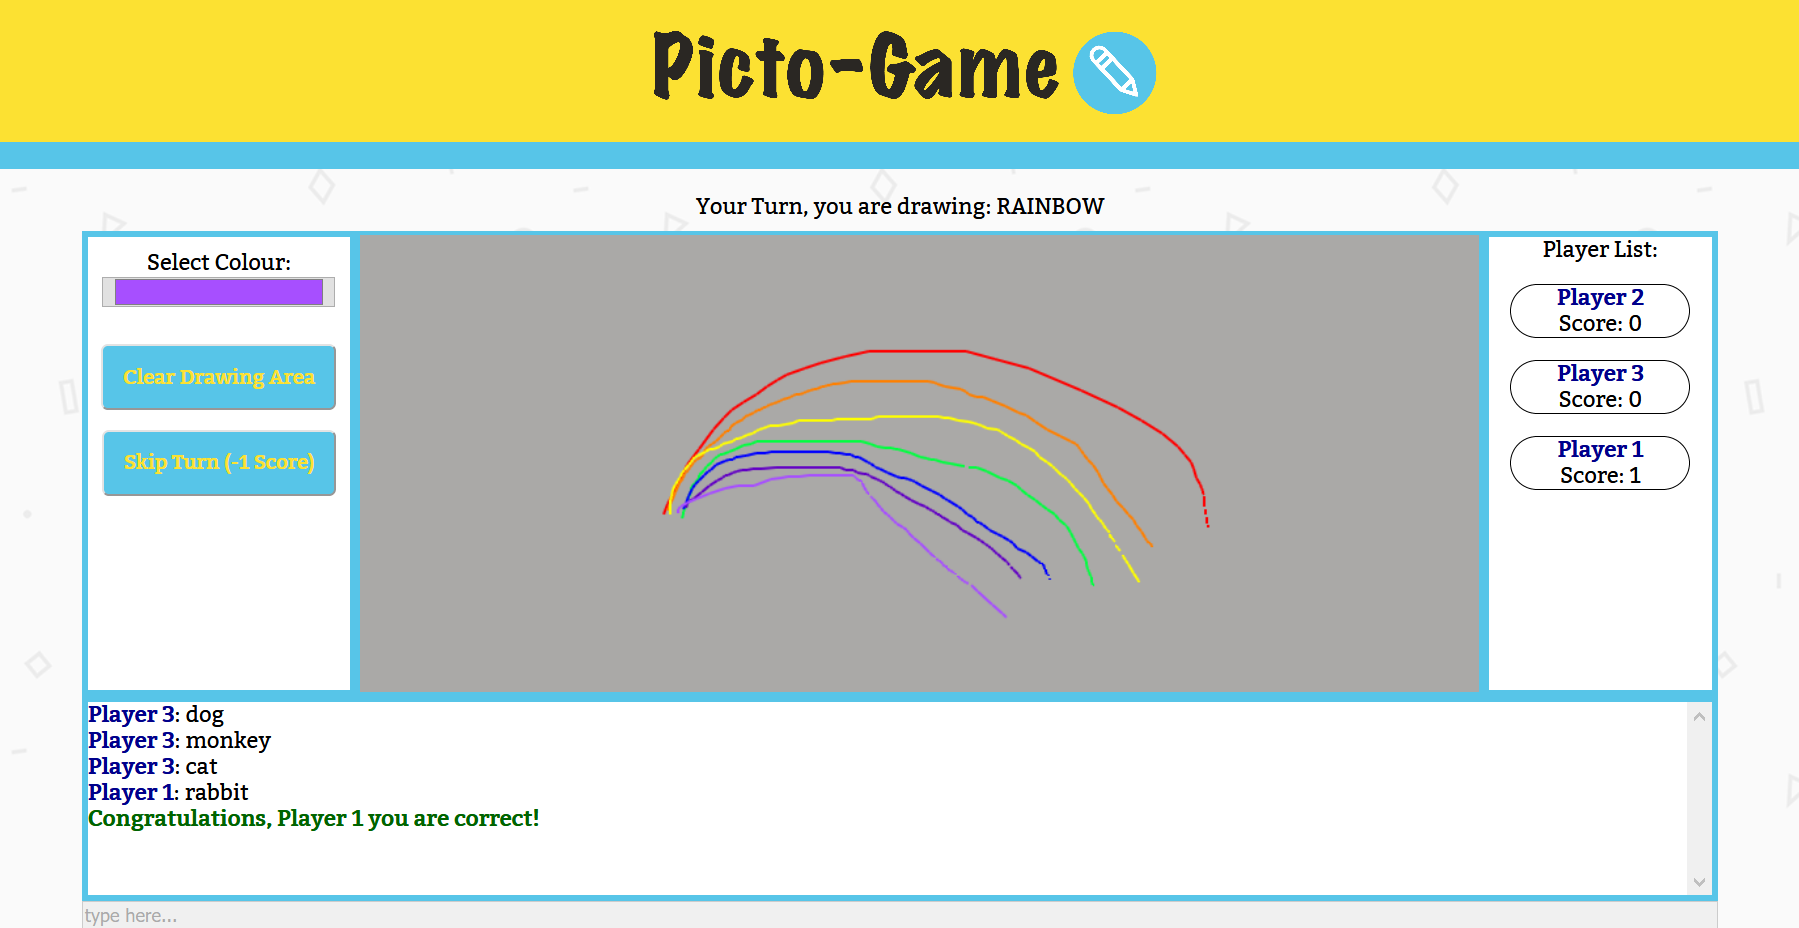 Picto-Game
Your Turn, you are drawing: RAINBOW
Select Colour:
Clear Drawing Area
Skip Turn (-1 Score)
Player List:
Player 2
Score: 0
Player 3
Score: 0
Player 1
Score: 1
Player 3: dog
Player 3: monkey
Player 3: cat
Player 1: rabbit
Congratulations, Player 1 you are correct!
type here...